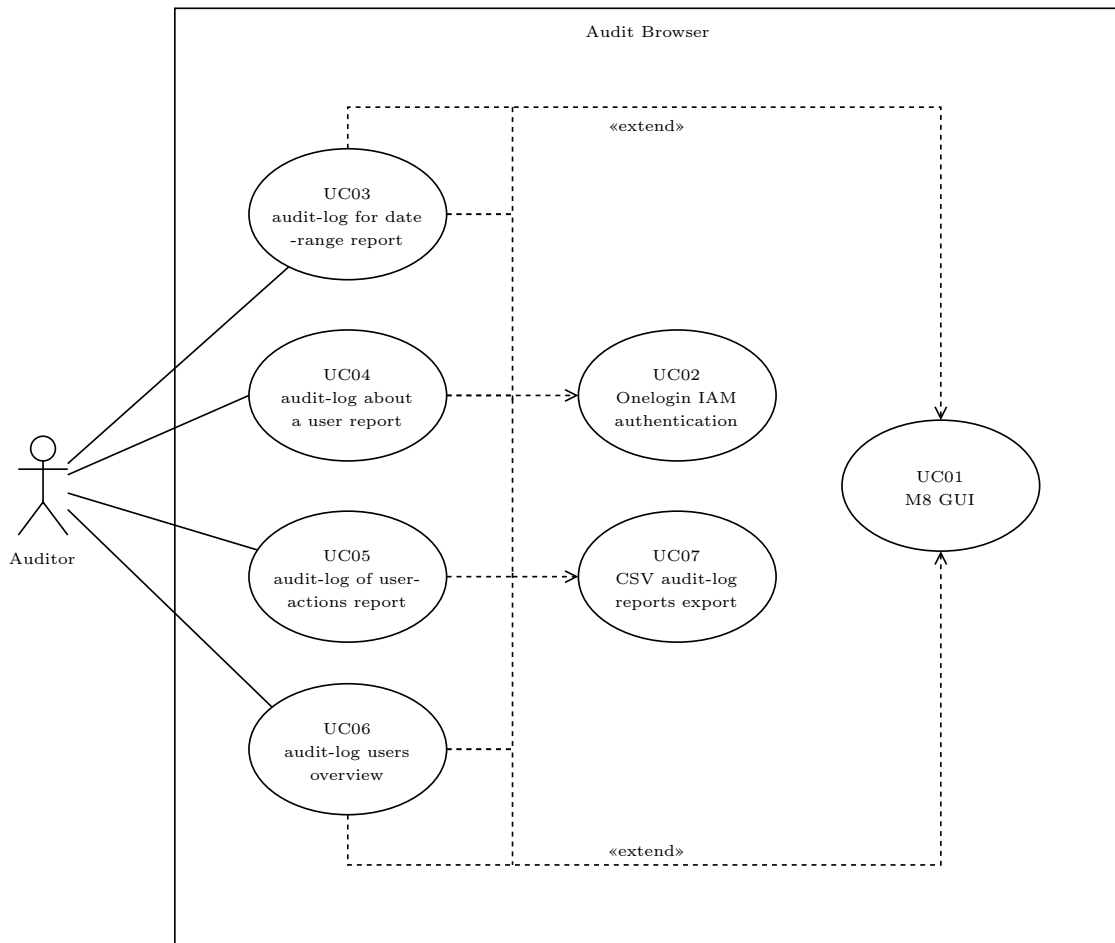 Audit Browser
«extend»
UC03
audit-log for date
-range report
UC04
audit-log about
a user report
UC02
Onelogin IAM
authentication
UC01
M8 GUI
Auditor
UC05
audit-log of user-
actions report
UC07
CSV audit-log
reports export
UC06
audit-log users
overview
«extend»